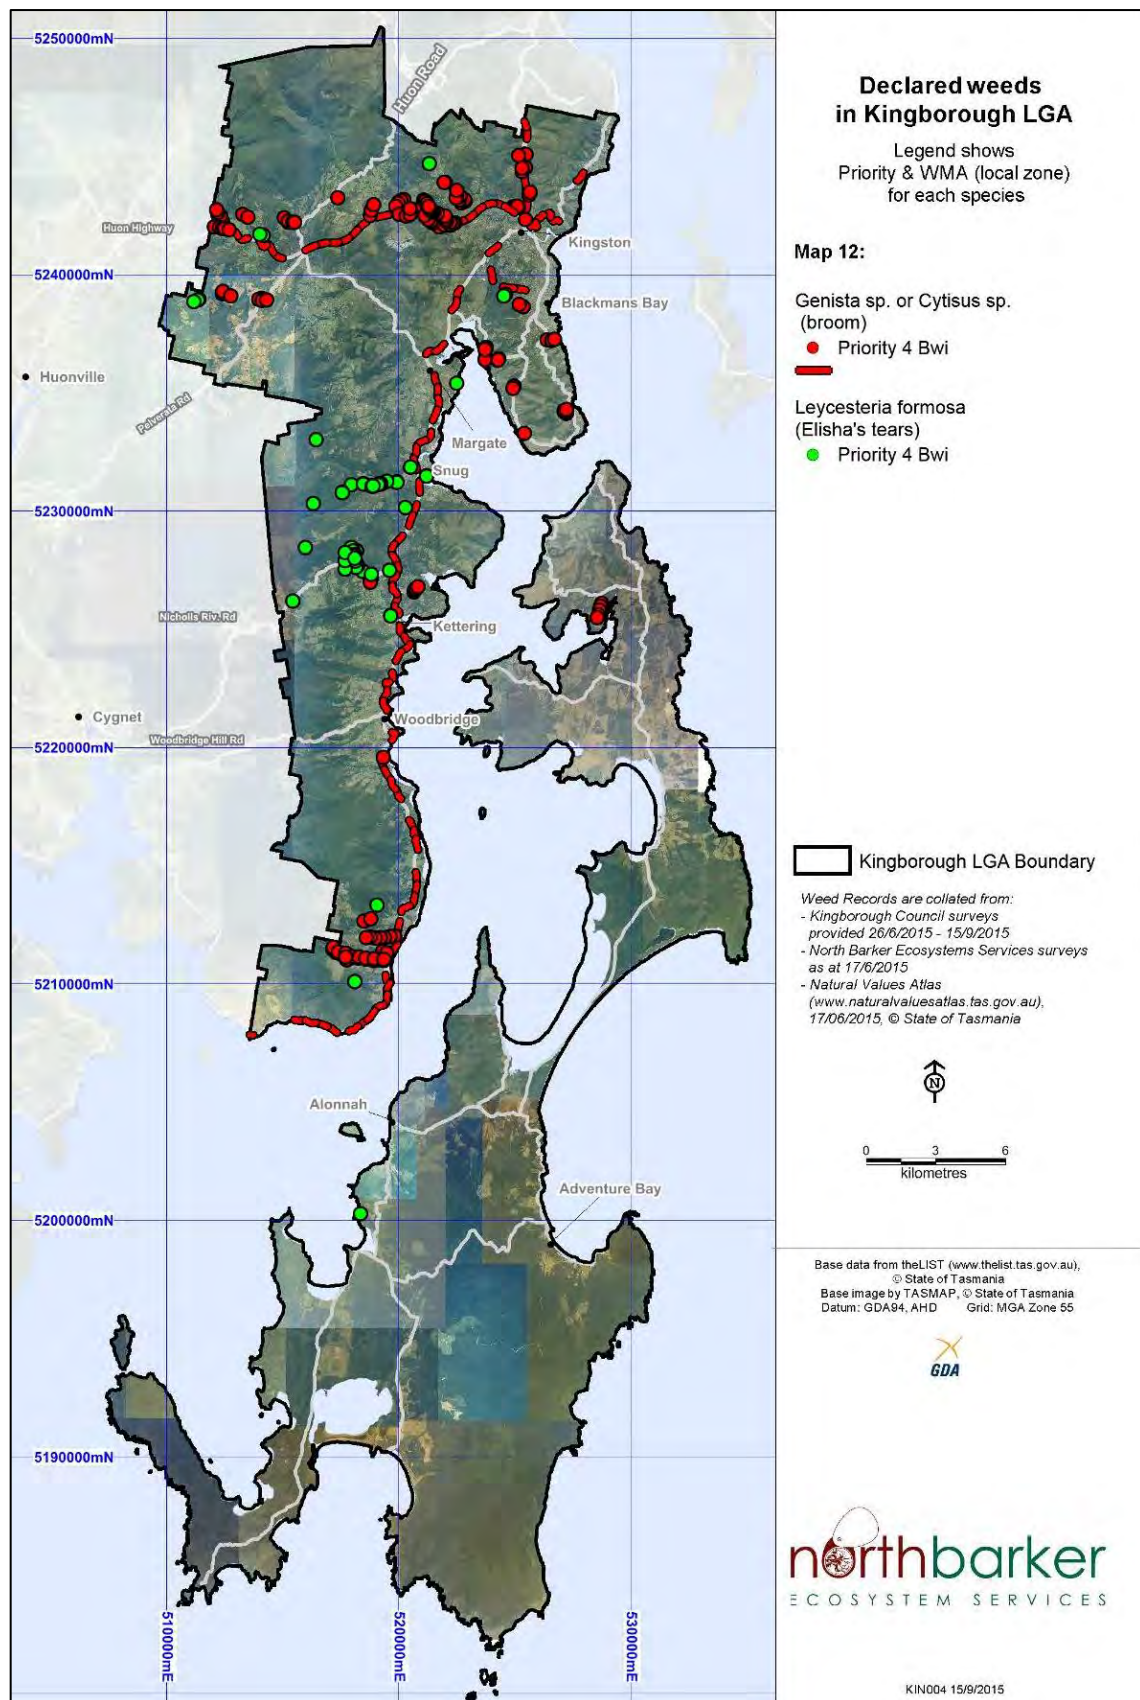 5250000mN
Huon Road
Huon Highway
Kingston
5240000mN
Blackmans Bay
Huonville
Pelverata Rd
Margate
Snug
5230000mN
Nicholls Riv. Rd
Kettering
Cygnet
Woodbridge
Woodbridge Hill Rd
5220000mN
5210000mN
Alonnah
Adventure Bay
5200000mN
5190000mN
510000mE
520000mE
530000mE
Declared weeds
in Kingborough LGA
Legend shows
Priority & WMA (local zone)
for each species
Map 12:
Genista sp. or Cytisus sp.
(broom)
Priority 4 Bwi
Leycesteria formosa
(Elisha's tears)
Priority 4 Bwi
Kingborough LGA Boundary
Weed Records are collated from:
- Kingborough Council surveys
provided 26/6/2015 - 15/9/2015
- North Barker Ecosystems Services surveys
as at 17/6/2015
- Natural Values Atlas
(www.naturalvaluesatlas.tas.gov.au),
17/06/2015, © State of Tasmania
N
0 3 6
kilometres
Base data from theLIST (www.thelist.tas.gov.au),
© State of Tasmania
Base image by TASMAP, © State of Tasmania
Datum: GDA94, AHD Grid: MGA Zone 55
GDA
northbarker
ECOSYSTEM SERVICES
KIN004 15/9/2015